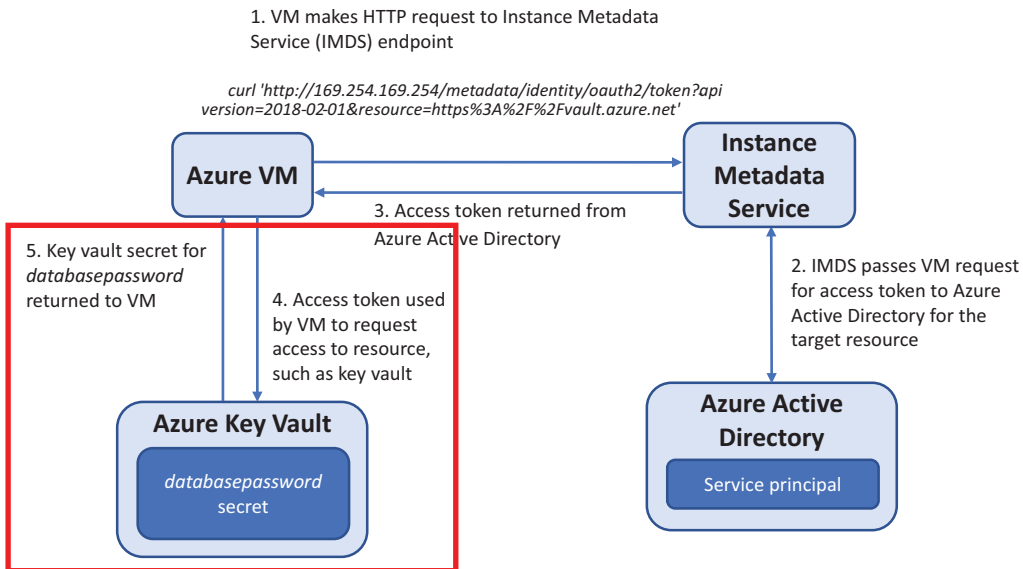 1. VM makes HTTP request to Instance Metadata
Service (IMDS) endpoint
curl 'http://169.254.169.254/metadata/identity/oauth2/token?api
version=2018-02-01&resource=https%3A%2F%2Fvault.azure.net'
Azure VM
Instance
Metadata
Service
3. Access token returned from
Azure Active Directory
5. Key vault secret for
databasepassword
returned to VM
4. Access token used
by VM to request
access to resource,
such as key vault
2. IMDS passes VM request
for access token to Azure
Active Directory for the
target resource
Azure Key Vault
databasepassword
secret
Azure Active
Directory
Service principal